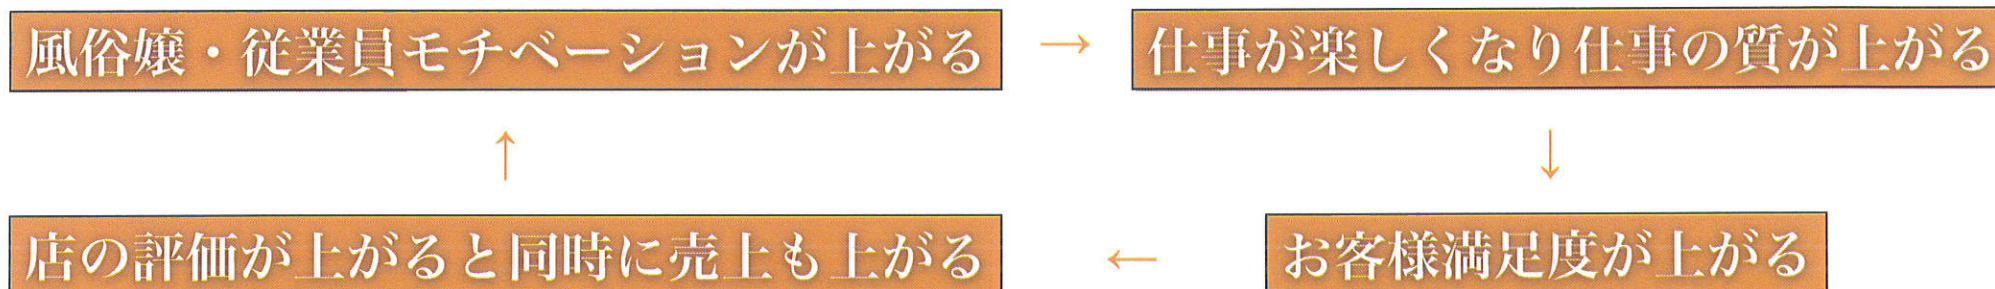 風俗嬢・従業員モチベーションが上がる
→
仕事が楽しくなり仕事の質が上がる
↓
お客様満足度が上がる
←
店の評価が上がると同時に売上も上がる
↑